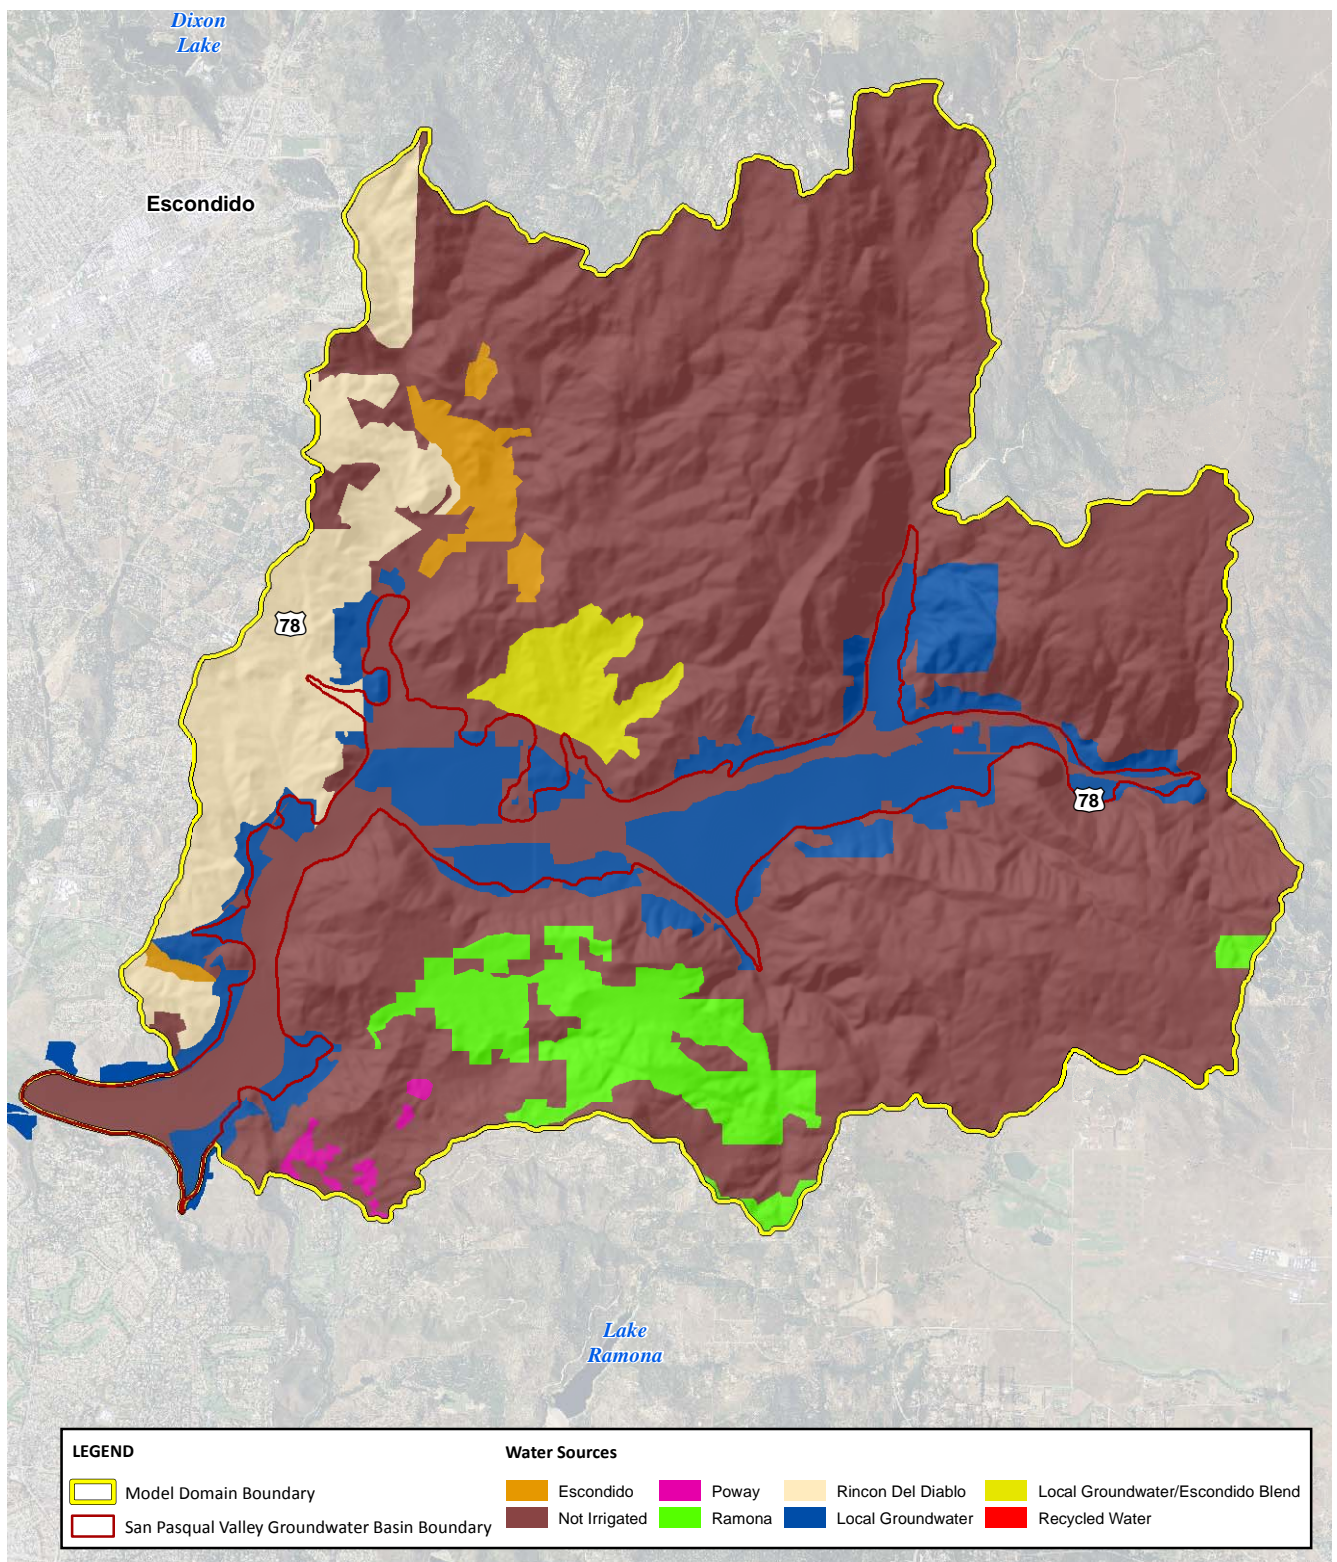 Dixon
Lake
Escondido
78
78
Lake
Ramona
LEGEND
Model Domain Boundary
San Pasqual Valley Groundwater Basin Boundary
Water Sources
Escondido
Poway
Rincon Del Diablo
Local Groundwater/Escondido Blend
Not Irrigated
Ramona
Local Groundwater
Recycled Water